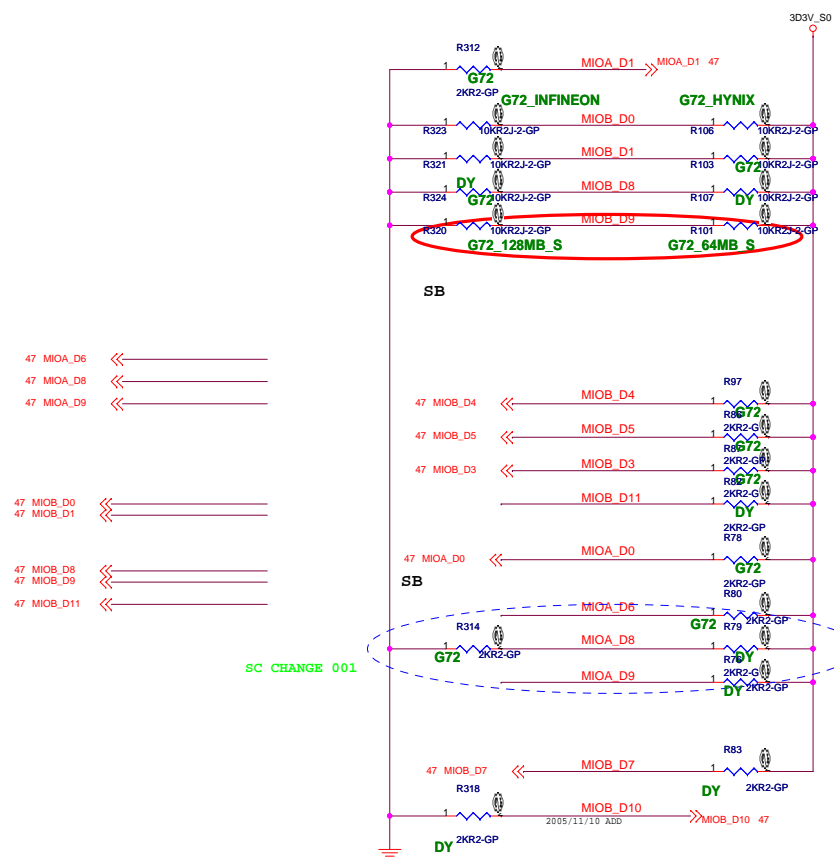 3D3V_S0
R312
1
MIOA_D1
MIOA_D1 47
G72
2KR2-GP
G72_INFINEON
G72_HYNIX
1
MIOB_D0
1
R323
10KR2J-2-GP
R106
10KR2J-2-GP
1
MIOB_D1
1
R321
10KR2J-2-GP
R103
G72
10KR2J-2-GP
DY
1
MIOB_D8
1
R324
G72
10KR2J-2-GP
R107
DY
10KR2J-2-GP
1
MIOB_D9
1
R320
10KR2J-2-GP
R101
10KR2J-2-GP
G72_128MB_S
G72_64MB_S
SB
47 MIOA_D6
47 MIOA_D8
47 MIOA_D9
R97
47 MIOB_D4
MIOB_D4
1
G72
2KR2-G
47 MIOB_D5
MIOB_D5
1
G72
2KR2-G
47 MIOB_D3
MIOB_D3
1
G72
2KR2-G
47 MIOB_D0
47 MIOB_D1
MIOB_D11
1
DY
2KR2-GP
R78
47 MIOA_D0
MIOA_D0
1
G72
2KR2-GP
47 MIOB_D8
47 MIOB_D9
SB
47 MIOB_D11
R80
MIOA_D6
1
G72
2KR2-GP
R314
R79
1
MIOA_D8
1
G72
2KR2-GP
DY
2KR2-G
SC CHANGE 001
MIOA_D9
1
DY
2KR2-GP
R83
47 MIOB_D7
MIOB_D7
1
DY
2KR2-GP
R318
1
MIOB_D10
MIOB_D10 47
2005/11/10 ADD
DY
2KR2-GP